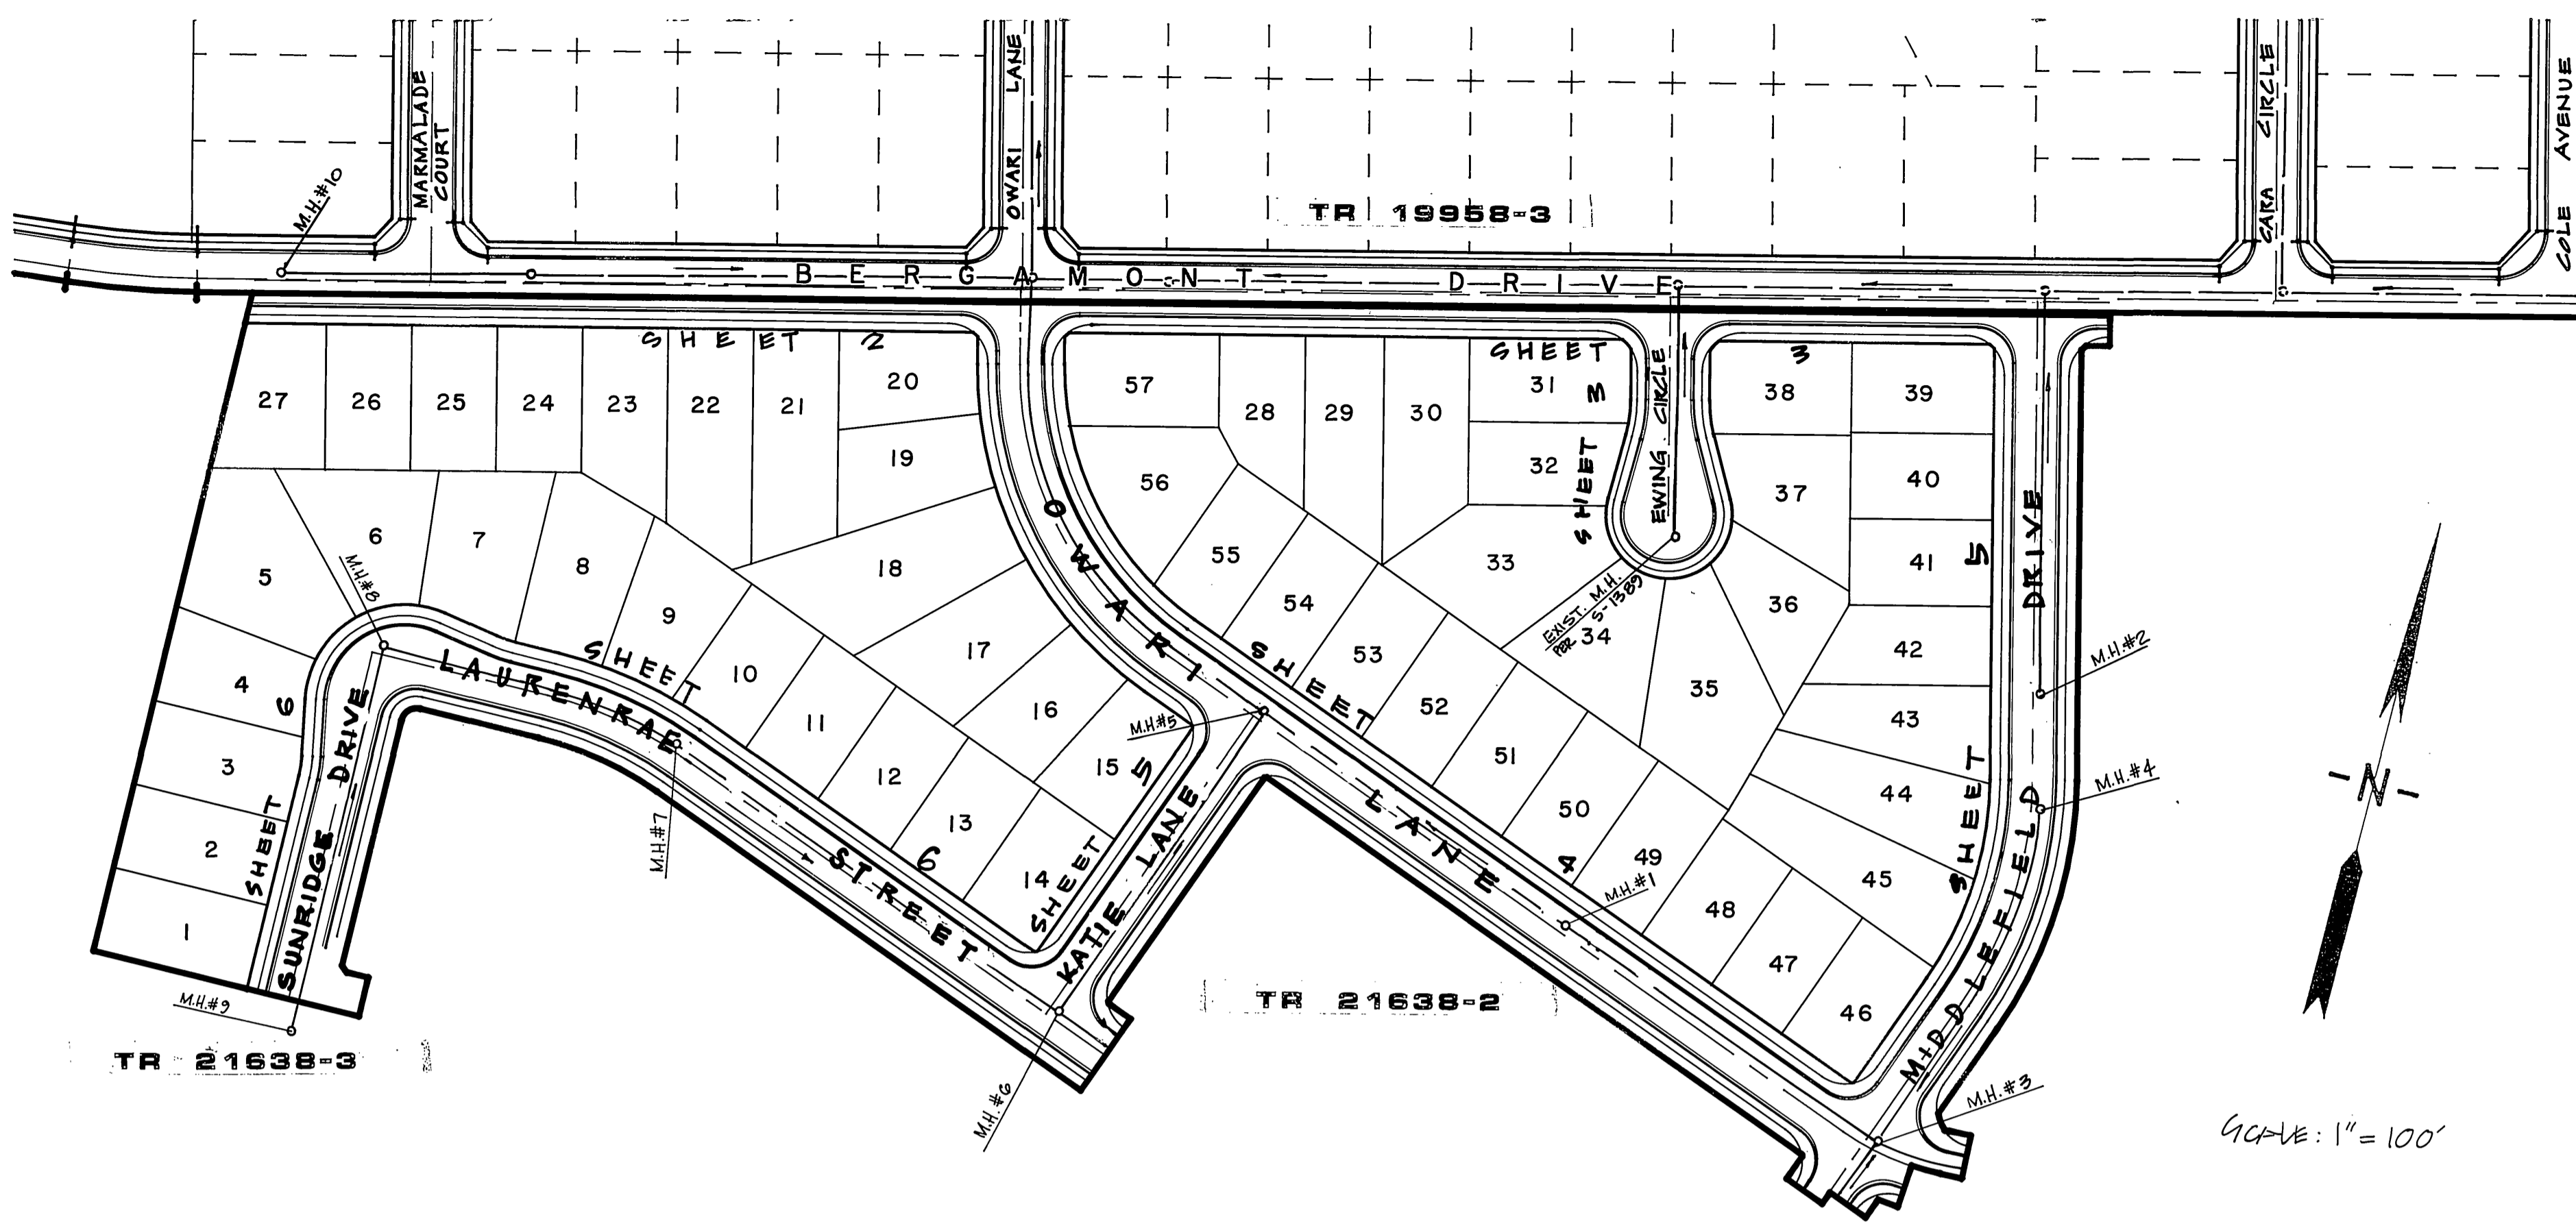 MARMALADE
COURT
OWARI LANE
CARA CIRCLE
COLE AVENUE
M.H.#10
TR 19958-3
BERGAMONT DRIVE
SHEET 2
SHEET 3
3
27
26
25
24
23
22
21
20
19
57
28
29
30
31
SHEET 3
EWING CIRCLE
38
39
32
56
37
40
5
6
7
8
9
18
55
33
41
M.H.#8
EXIST. M.H.
PER S-1389
34
36
54
53
42
4
10
17
OWARI LANE
SHEET 4
SHEET 5
MIDDLEFIELD DRIVE
M.H.#2
LAURENRAE STREET
SHEET 6
SHEET 6
SUNRIDGE DRIVE
16
M.H.#5
52
35
43
3
11
15
51
44
M.H.#4
12
50
2
M.H.#7
13
49
45
14
SHEET 5
KATIE LANE
M.H.#1
48
1
47
46
N
M.H.#9
TR 21638-3
TR 21638-2
M.H.#6
M.H.#3
SCALE: 1" = 100'